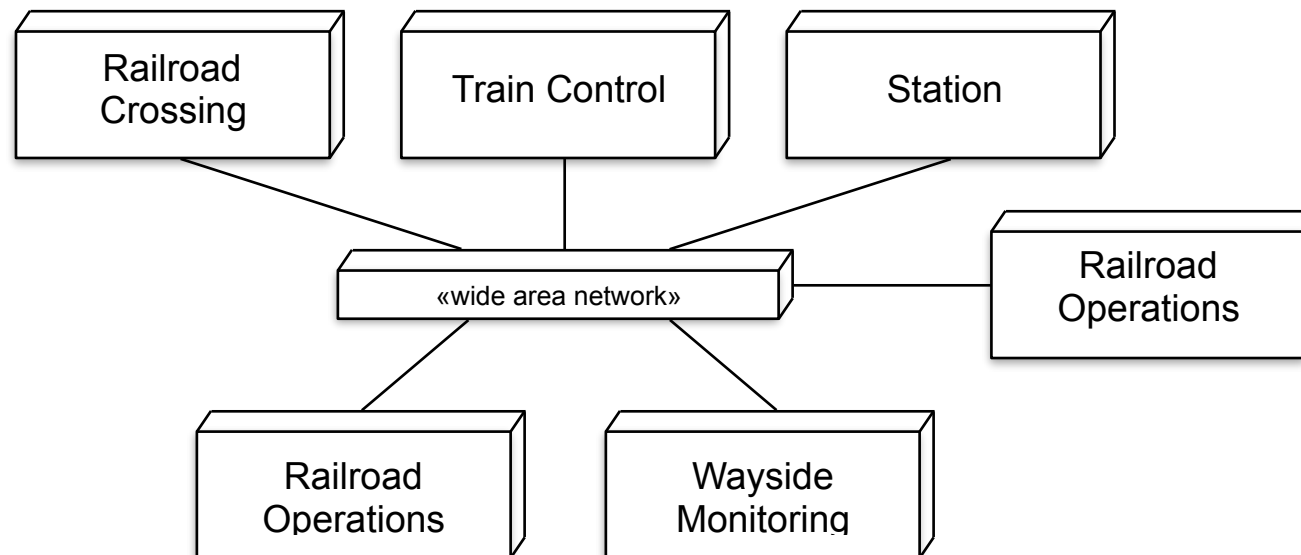 Railroad
Crossing
Train Control
Station
«wide area network»
Railroad
Operations
Railroad
Operations
Wayside
Monitoring